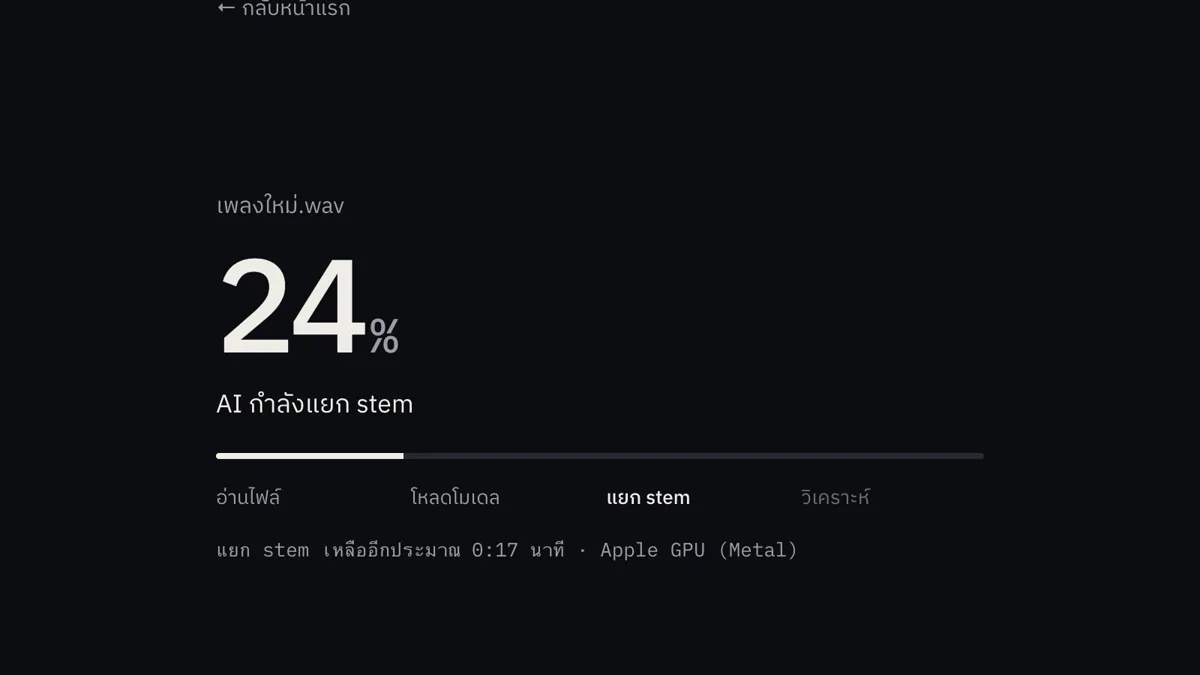 ← กลับหน้าแรก
เพลงใหม่.wav
24%
AI กำลังแยก stem
อ่านไฟล์ โหลดโมเดล แยก stem วิเคราะห์
แยก stem เหลืออีกประมาณ 0:17 นาที · Apple GPU (Metal)